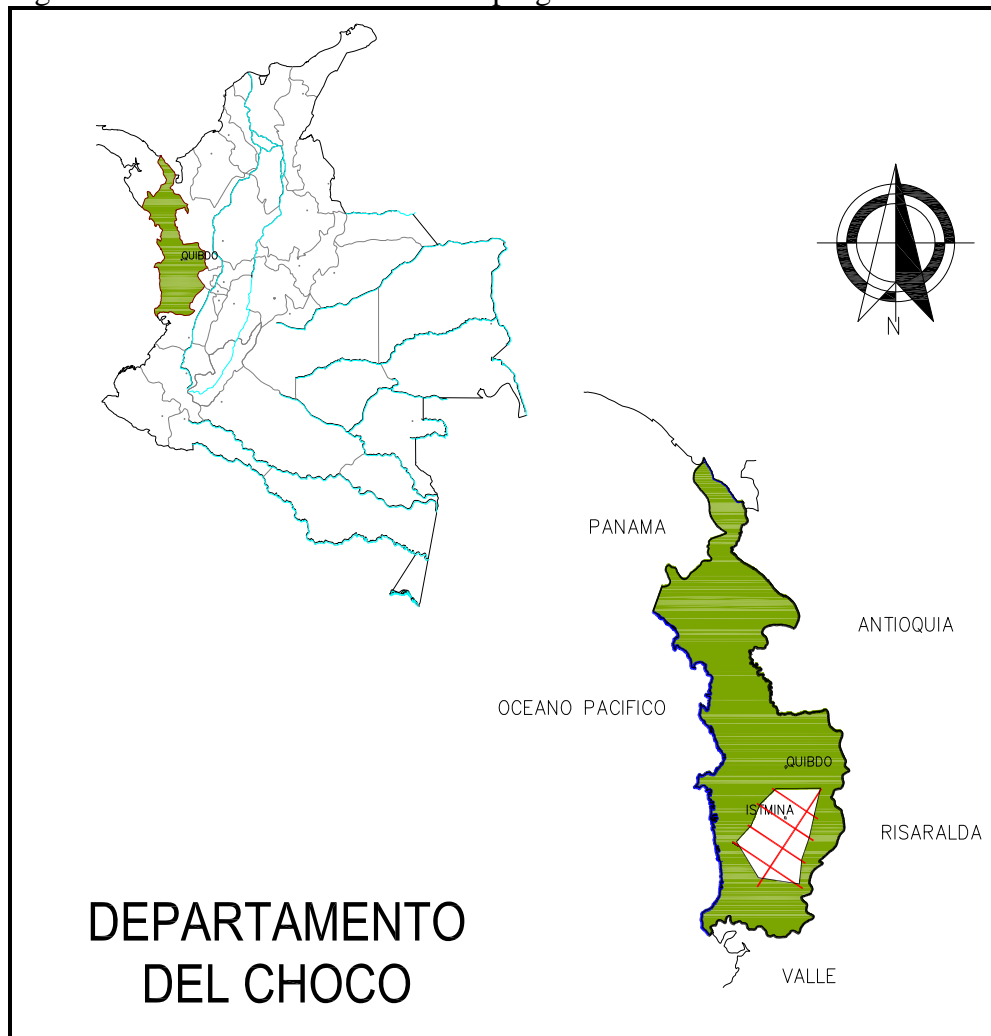 QUIBDO
N
PANAMA
ANTIOQUIA
OCEANO PACIFICO
QUIBDO
ISTMINA
RISARALDA
DEPARTAMENTO
DEL CHOCO
VALLE